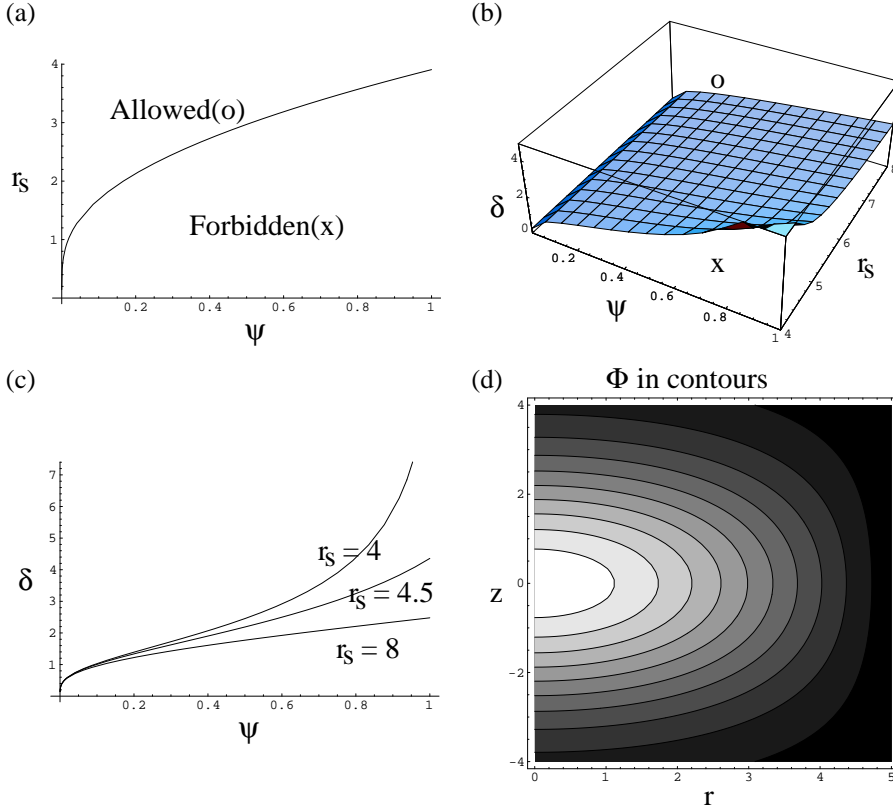 (a)
4
3
2
1
r_s
Allowed(o)
Forbidden(x)
0.2 0.4 0.6 0.8 1
ψ
(b)
o
4
2
0
δ
x
0.2
0.4
0.6
0.8
1
ψ
4
5
6
7
8
r_s
(c)
7
6
5
4
3
2
1
δ
r_s = 4
r_s = 4.5
r_s = 8
0.2 0.4 0.6 0.8 1
ψ
(d)
Φ in contours
4
2
0
-2
-4
z
0 1 2 3 4 5
r